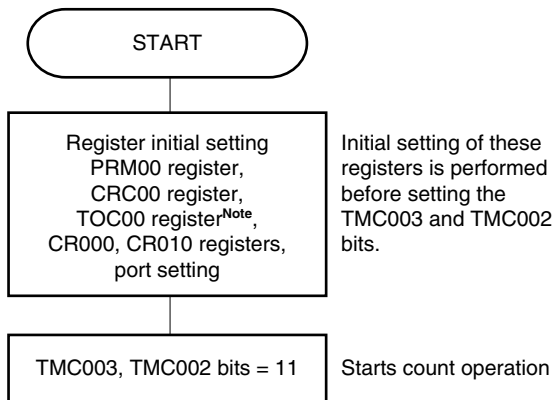 START
Register initial setting
PRM00 register,
CRC00 register,
TOC00 registerNote,
CR000, CR010 registers,
port setting
Initial setting of these
registers is performed
before setting the
TMC003 and TMC002
bits.
TMC003, TMC002 bits = 11
Starts count operation